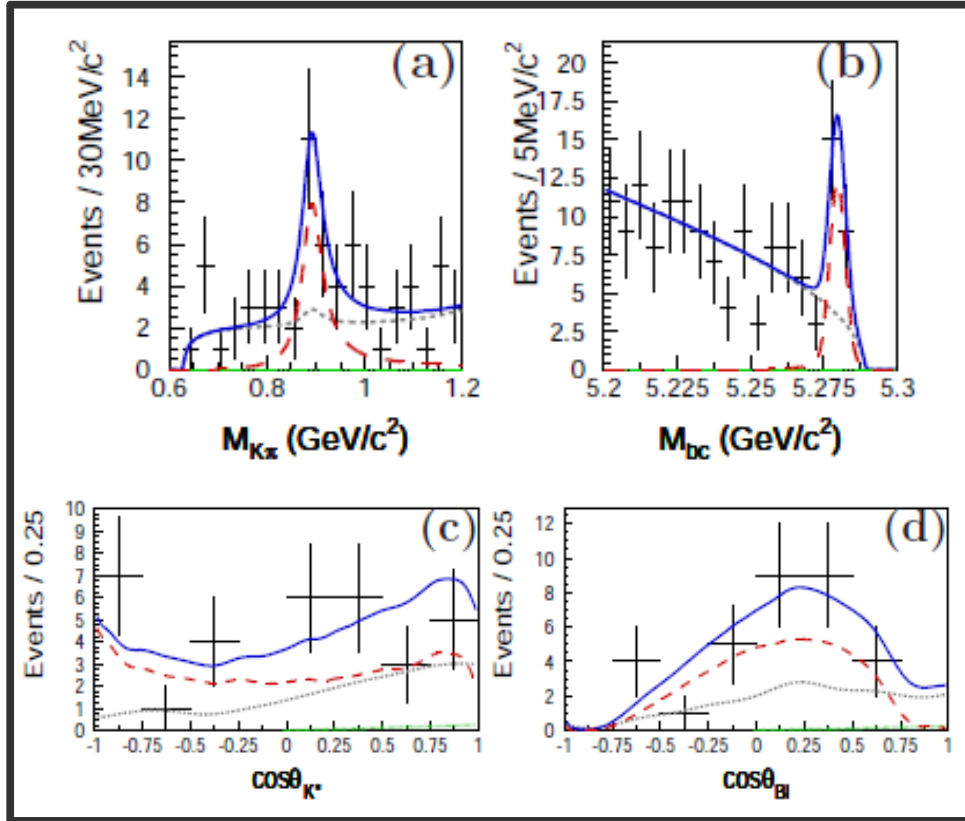 (a)
Events / 30MeV/c²
14
12
10
8
6
4
2
0
0.6 0.8 1 1.2
M_Kπ (GeV/c²)
(b)
Events / 5MeV/c²
20
17.5
15
12.5
10
7.5
5
2.5
0
5.2 5.225 5.25 5.275 5.3
M_bc (GeV/c²)
(c)
Events / 0.25
10
9
8
7
6
5
4
3
2
1
0
-1 -0.75 -0.5 -0.25 0 0.25 0.5 0.75 1
cosθ_K*
(d)
Events / 0.25
12
10
8
6
4
2
0
-1 -0.75 -0.5 -0.25 0 0.25 0.5 0.75 1
cosθ_Bl